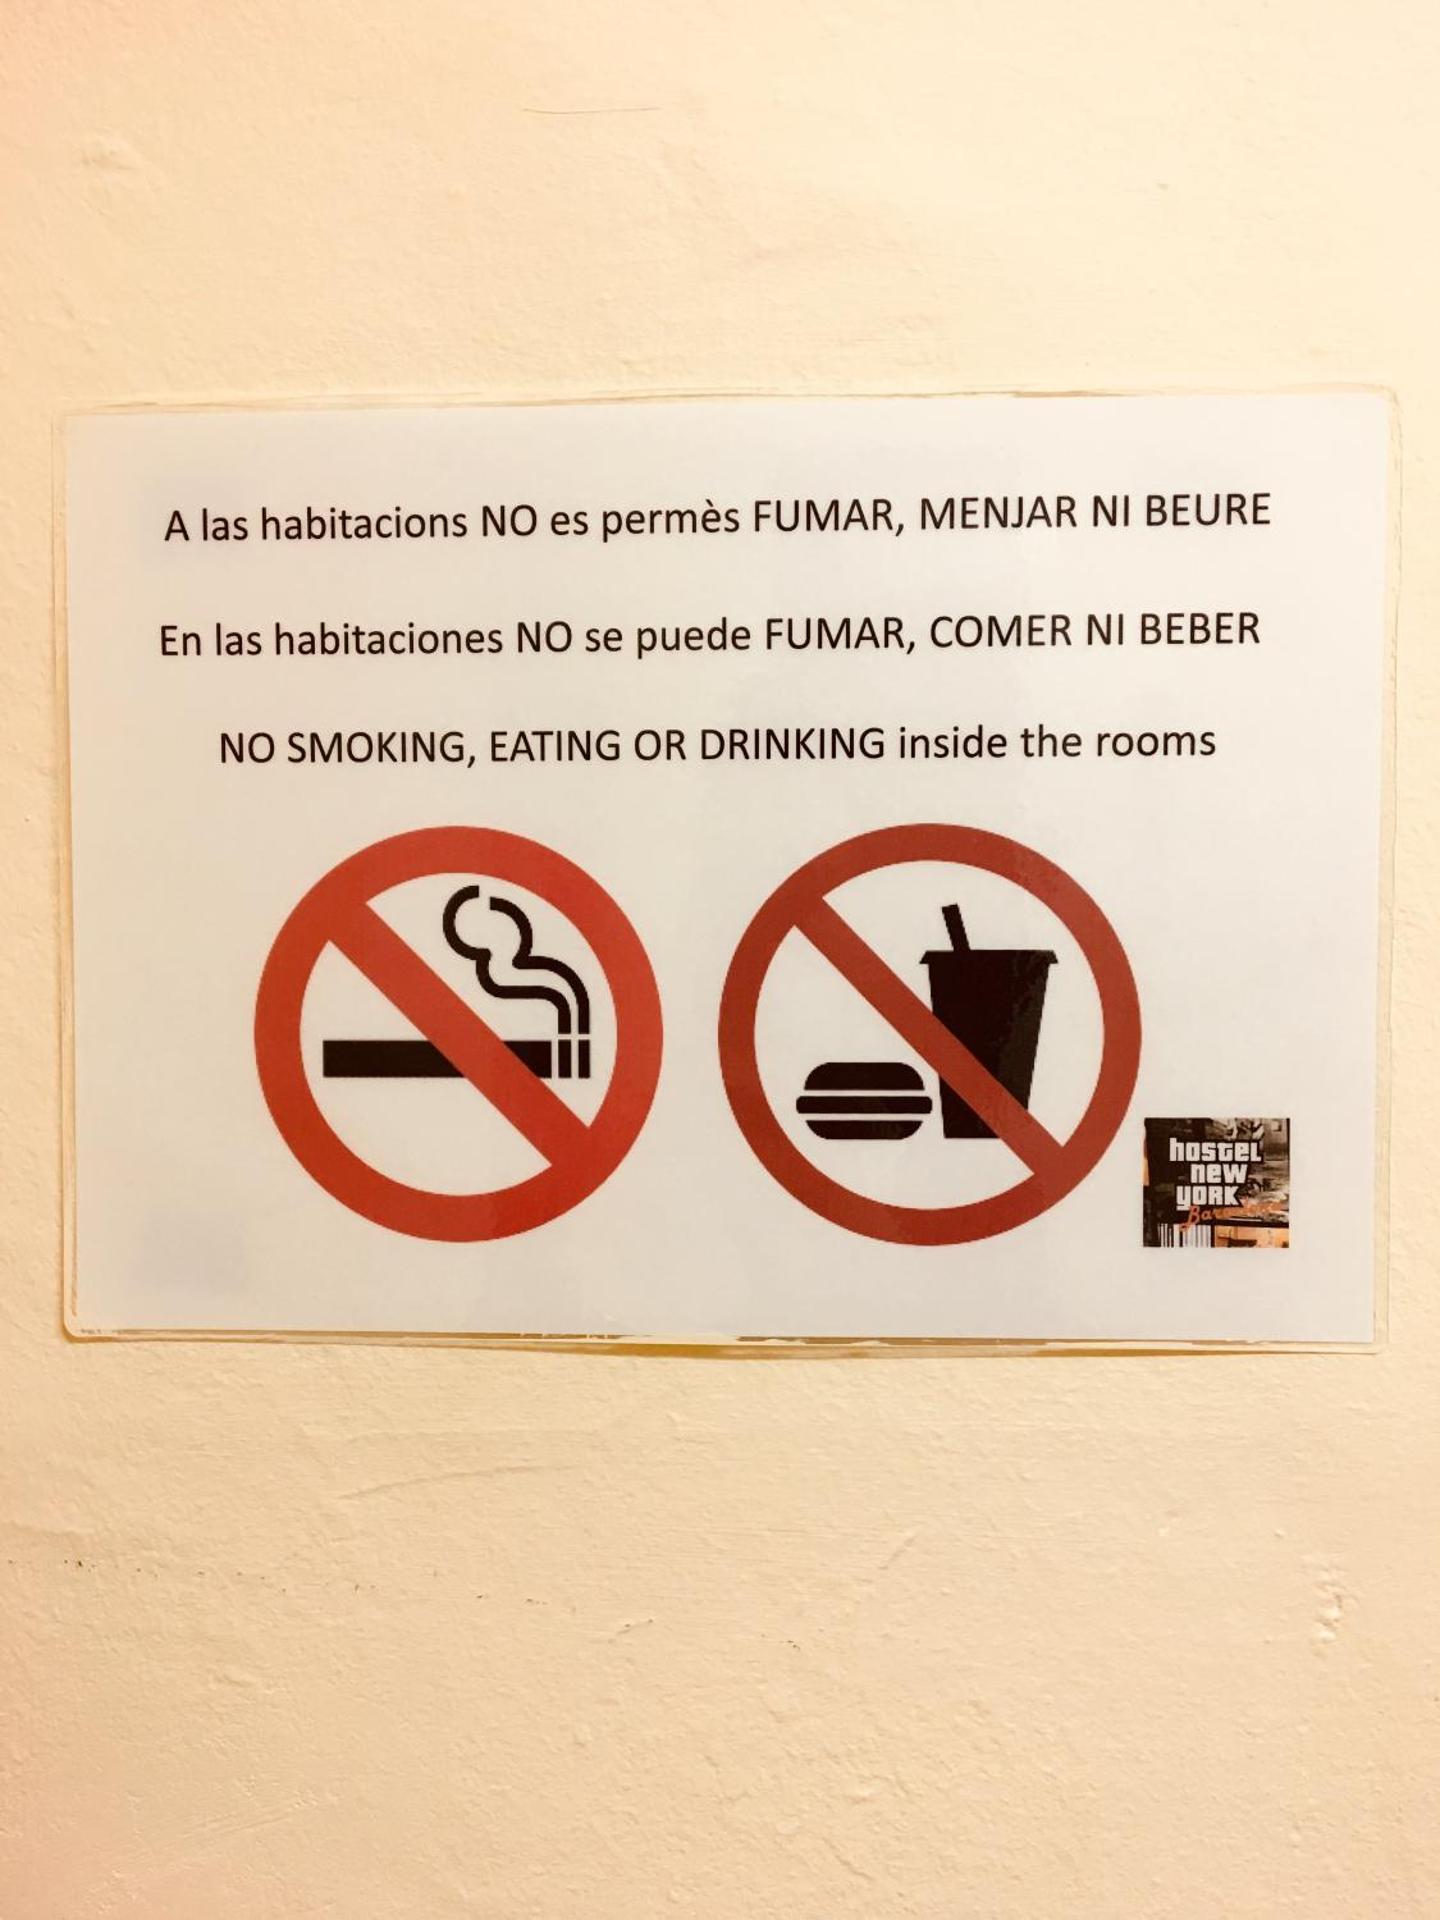 A las habitacions NO es permès FUMAR, MENJAR NI BEURE
En las habitaciones NO se puede FUMAR, COMER NI BEBER
NO SMOKING, EATING OR DRINKING inside the rooms
hostel
new
york